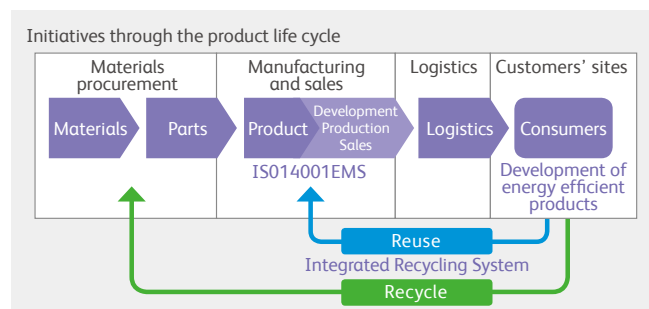 Initiatives through the product life cycle
Materials
procurement
Manufacturing
and sales
Logistics
Customers' sites
Materials
Parts
Product
Development
Production
Sales
Logistics
Consumers
IS014001EMS
Development of
energy efficient
products
Reuse
Integrated Recycling System
Recycle